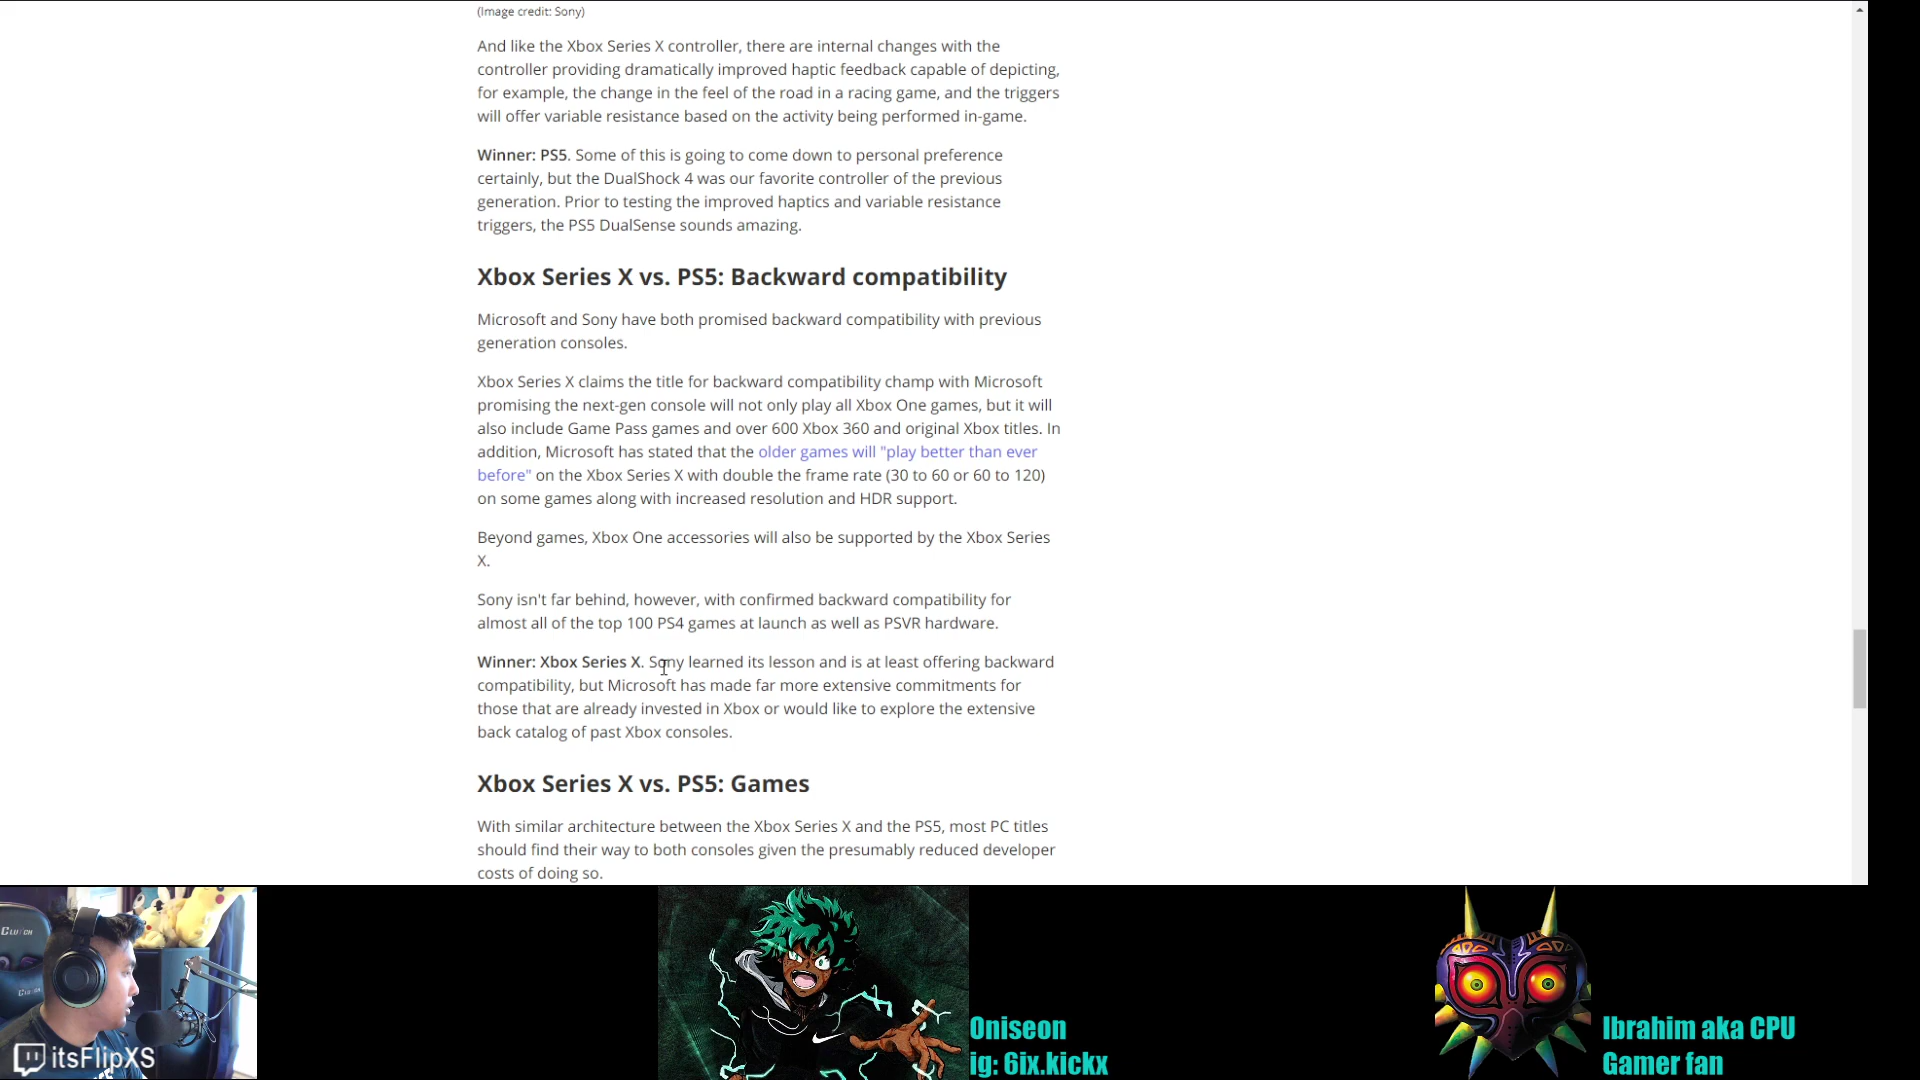 (Image credit: Sony)
And like the Xbox Series X controller, there are internal changes with the
controller providing dramatically improved haptic feedback capable of depicting,
for example, the change in the feel of the road in a racing game, and the triggers
will offer variable resistance based on the activity being performed in-game.
Winner: PS5. Some of this is going to come down to personal preference
certainly, but the DualShock 4 was our favorite controller of the previous
generation. Prior to testing the improved haptics and variable resistance
triggers, the PS5 DualSense sounds amazing.
Xbox Series X vs. PS5: Backward compatibility
Microsoft and Sony have both promised backward compatibility with previous
generation consoles.
Xbox Series X claims the title for backward compatibility champ with Microsoft
promising the next-gen console will not only play all Xbox One games, but it will
also include Game Pass games and over 600 Xbox 360 and original Xbox titles. In
addition, Microsoft has stated that the older games will "play better than ever
before" on the Xbox Series X with double the frame rate (30 to 60 or 60 to 120)
on some games along with increased resolution and HDR support.
Beyond games, Xbox One accessories will also be supported by the Xbox Series
X.
Sony isn't far behind, however, with confirmed backward compatibility for
almost all of the top 100 PS4 games at launch as well as PSVR hardware.
Winner: Xbox Series X. Sony learned its lesson and is at least offering backward
compatibility, but Microsoft has made far more extensive commitments for
those that are already invested in Xbox or would like to explore the extensive
back catalog of past Xbox consoles.
Xbox Series X vs. PS5: Games
With similar architecture between the Xbox Series X and the PS5, most PC titles
should find their way to both consoles given the presumably reduced developer
costs of doing so.
CLUTCH
itsFlipXS
Oniseon
ig: 6ix.kickx
Ibrahim aka CPU
Gamer fan